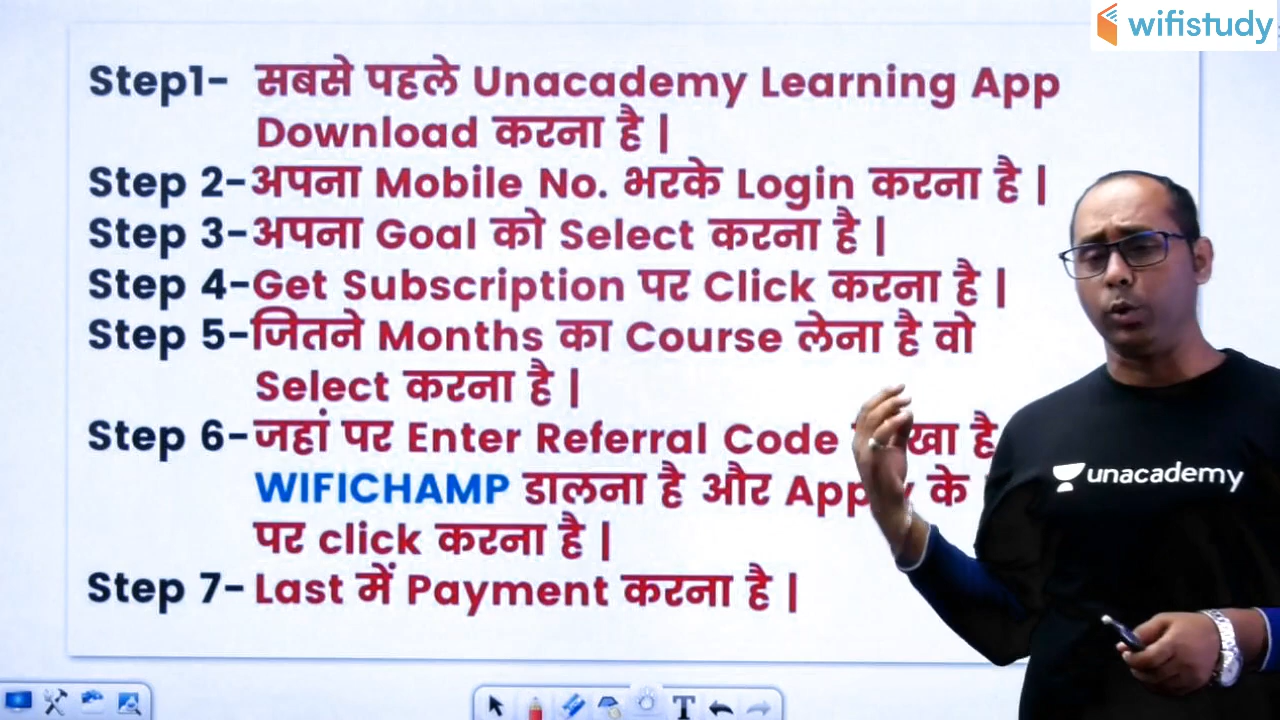 wifistudy
Step1- सबसे पहले Unacademy Learning App
Download करना है |
Step 2-अपना Mobile No. भरके Login करना है |
Step 3-अपना Goal को Select करना है |
Step 4-Get Subscription पर Click करना है |
Step 5-जितने Months का Course लेना है वो
Select करना है |
Step 6-जहां पर Enter Referral Code है
WIFICHAMP डालना है और के
पर click करना है |
Step 7- Last में Payment करना है |
unacademy
T